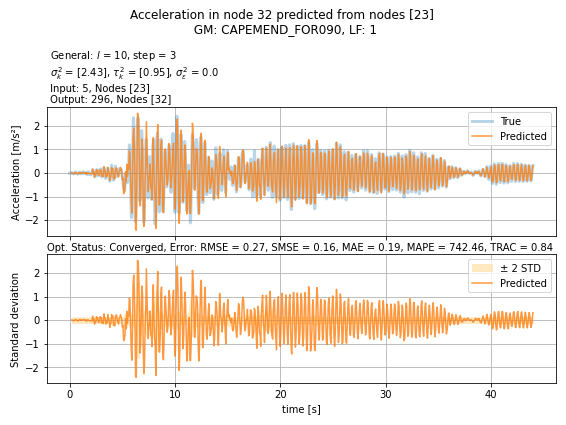 Acceleration in node 32 predicted from nodes [23]
GM: CAPEMEND_FOR090, LF: 1
General: l = 10, step = 3
σ²ₖ = [2.43], τ²ₖ = [0.95], σ²ε = 0.0
Input: 5, Nodes [23]
Output: 296, Nodes [32]
Acceleration [m/s²]
2
1
0
−1
−2
True
Predicted
Opt. Status: Converged, Error: RMSE = 0.27, SMSE = 0.16, MAE = 0.19, MAPE = 742.46, TRAC = 0.84
Standard deviation
2
1
0
−1
−2
± 2 STD
Predicted
0 10 20 30 40
time [s]